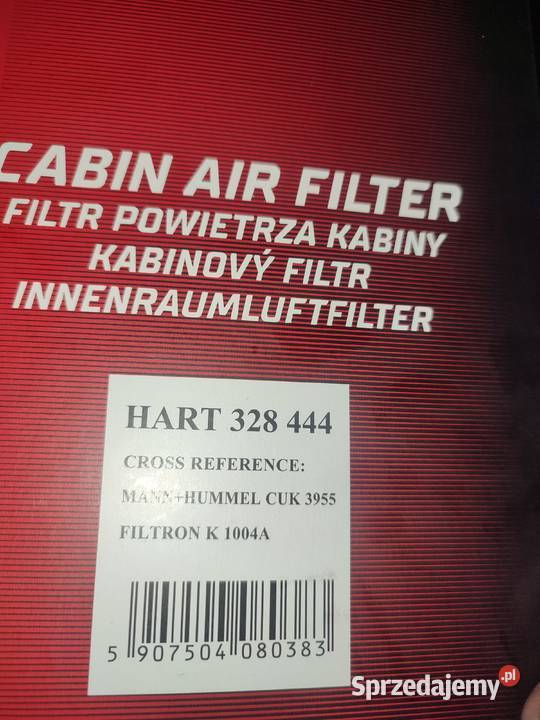 CABIN AIR FILTER
FILTR POWIETRZA KABINY
KABINOVÝ FILTR
INNENRAUMLUFTFILTER
HART 328 444
CROSS REFERENCE:
MANN+HUMMEL CUK 3955
FILTRON K 1004A
5 907504 080383
Sprzedajemy.pl